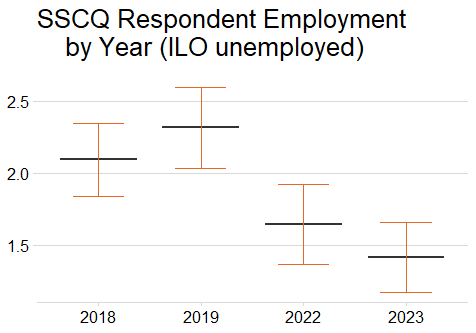 SSCQ Respondent Employment
by Year (ILO unemployed)
2.5
2.0
1.5
2018 2019 2022 2023